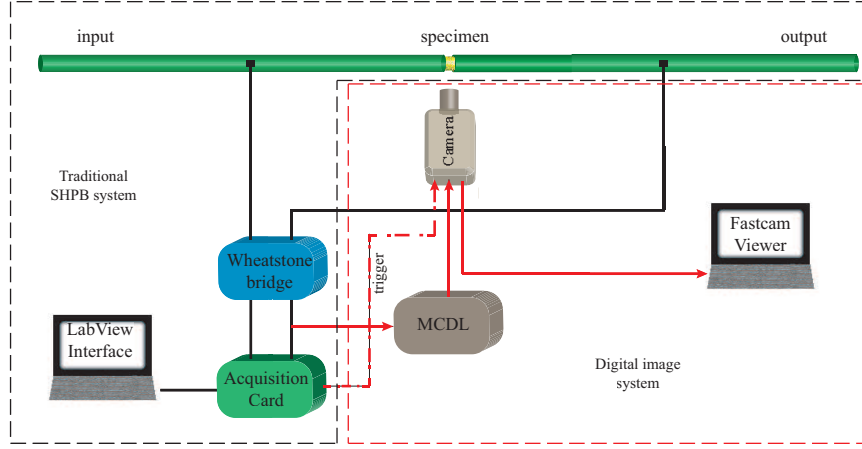 input
specimen
output
Camera
Traditional
SHPB system
Fastcam
Viewer
Wheatstone
bridge
trigger
LabView
Interface
MCDL
Acquisition
Card
Digital image
system